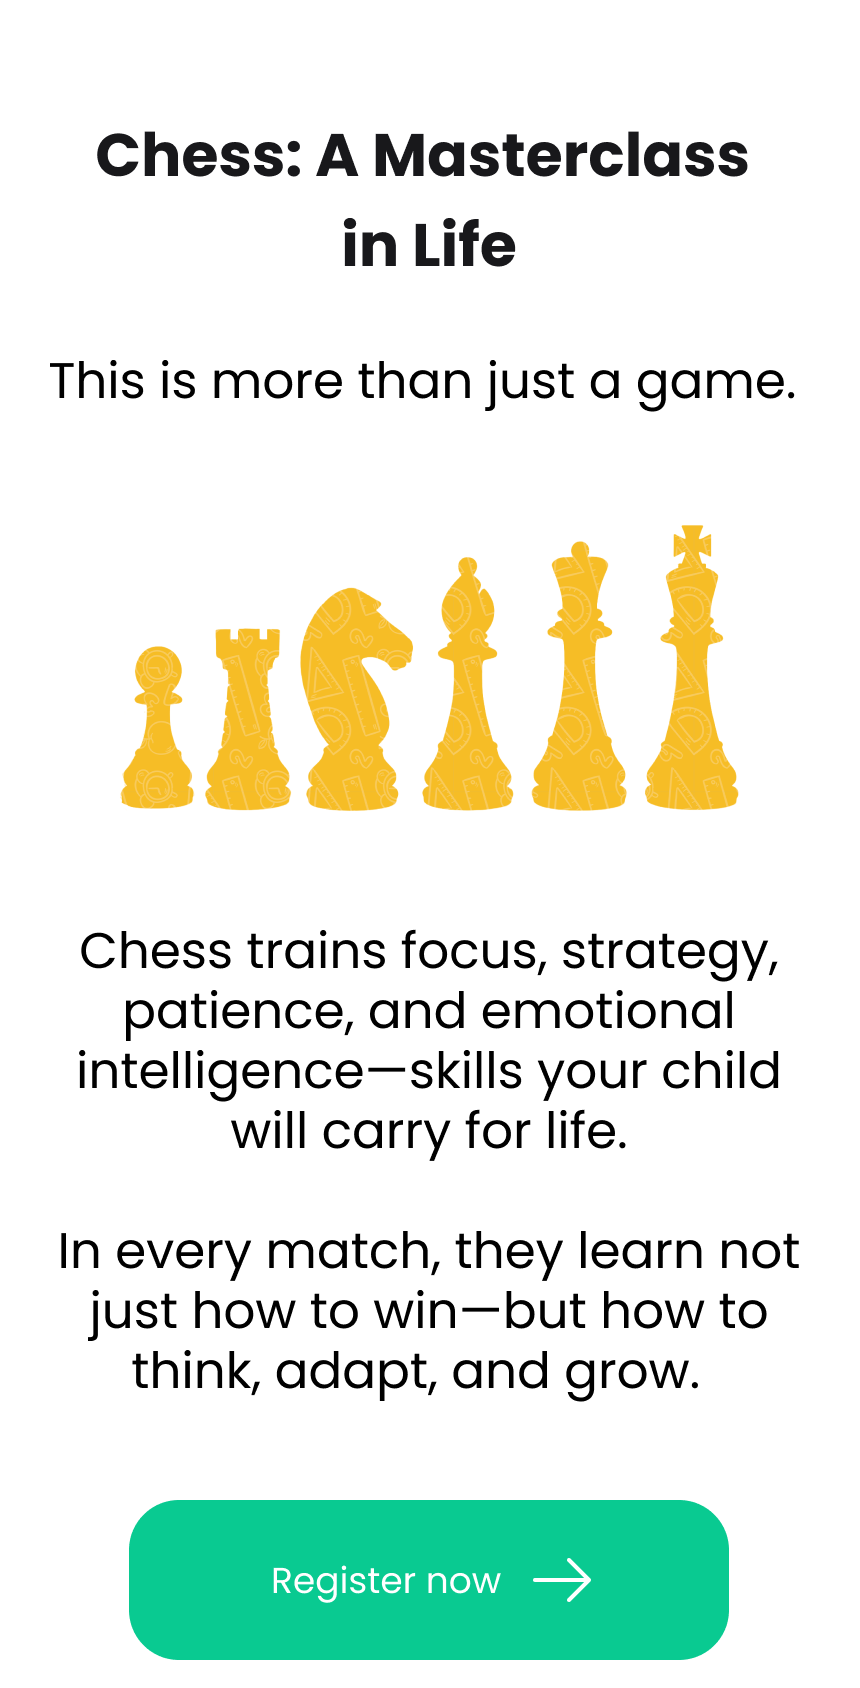 Chess: A Masterclass
in Life
This is more than just a game.
Chess trains focus, strategy,
patience, and emotional
intelligence—skills your child
will carry for life.
In every match, they learn not
just how to win—but how to
think, adapt, and grow.
Register now